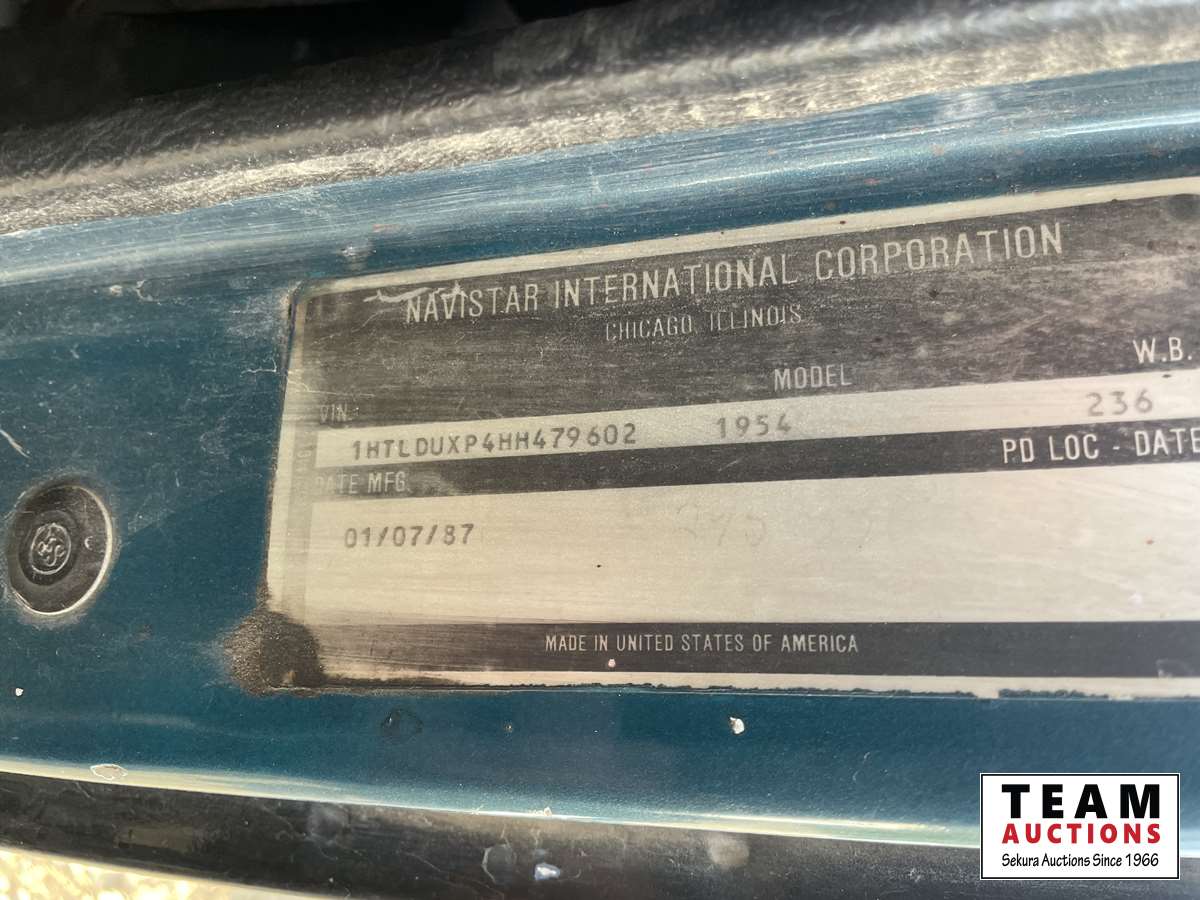 NAVISTAR INTERNATIONAL CORPORATION
CHICAGO, ILLINOIS
VIN. MODEL W.B.
1HTLDUXP4HH479602 1954 236
DATE MFG. PD LOC - DATE
01/07/87
MADE IN UNITED STATES OF AMERICA
TEAM
AUCTIONS
Sekura Auctions Since 1966